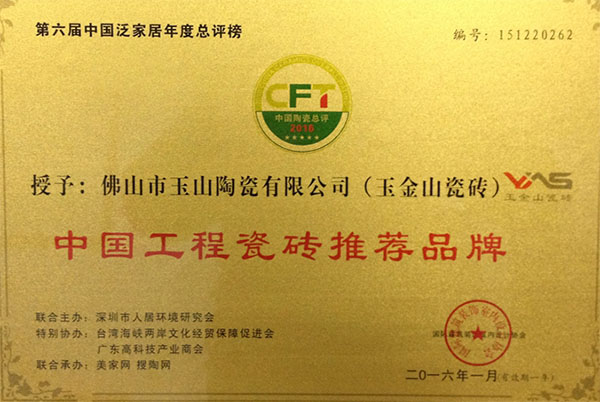 第六届中国泛家居年度总评榜
编号：151220262
CFT
中国陶瓷总评
2016
授予：佛山市玉山陶瓷有限公司（玉金山瓷砖）
玉金山瓷砖
中国工程瓷砖推荐品牌
联合主办：深圳市人居环境研究会
特别协办：台湾海峡两岸文化经贸保障促进会
广东高科技产业商会
联合承办：美家网 搜陶网
二〇一六年一月（有效期一年）